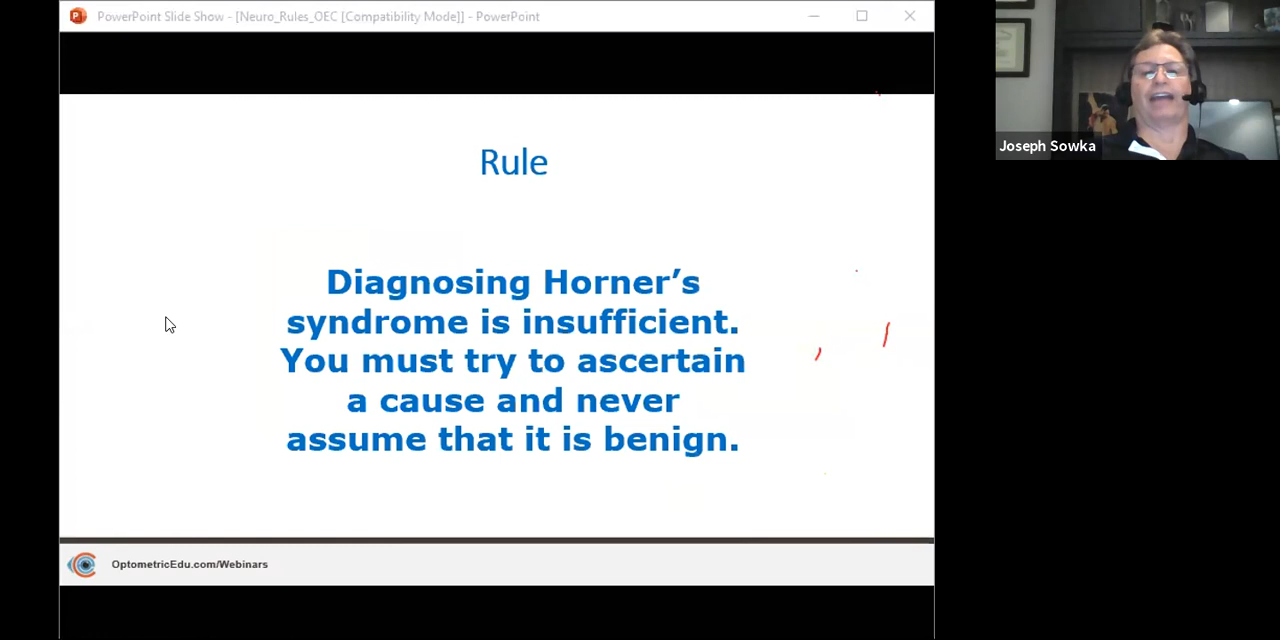 PowerPoint Slide Show - [Neuro_Rules_OEC [Compatibility Mode]] - PowerPoint
Joseph Sowka
Rule
Diagnosing Horner’s
syndrome is insufficient.
You must try to ascertain
a cause and never
assume that it is benign.
OptometricEdu.com/Webinars